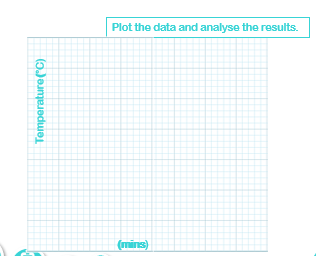 Plot the data and analyse the results.
Temperature(°C)
(mins)